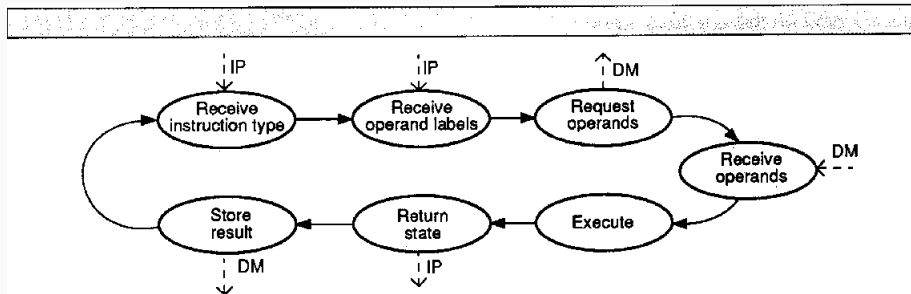 IP
IP
DM
Receive
instruction type
Receive
operand labels
Request
operands
Receive
operands
DM
Store
result
Return
state
Execute
DM
IP